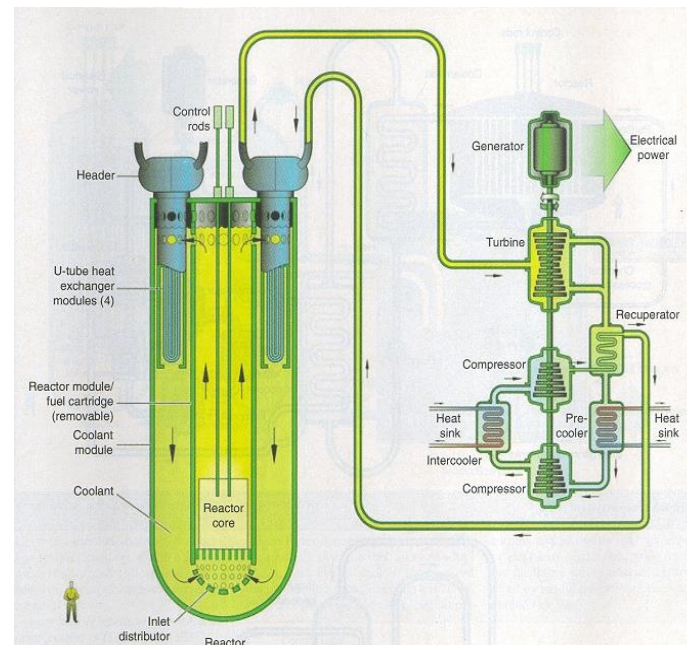 Control
rods
Header
U-tube heat
exchanger
modules (4)
Reactor module/
fuel cartridge
(removable)
Coolant
module
Coolant
Reactor
core
Inlet
distributor
Reactor
Generator
Electrical
power
Turbine
Recuperator
Compressor
Heat
sink
Pre-
cooler
Heat
sink
Intercooler
Compressor